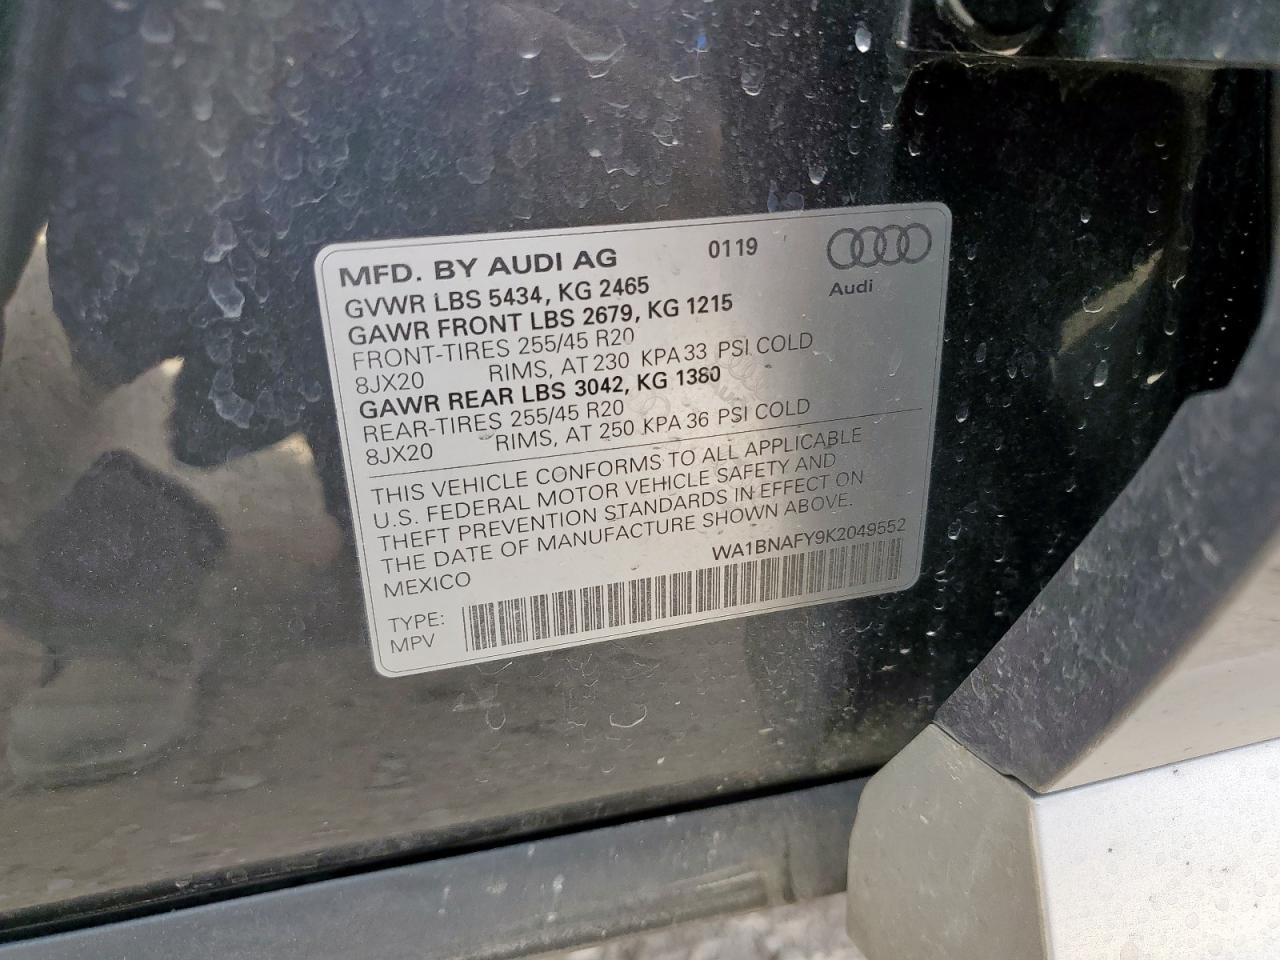 MFD. BY AUDI AG 0119
Audi
GVWR LBS 5434, KG 2465
GAWR FRONT LBS 2679, KG 1215
FRONT-TIRES 255/45 R20
8JX20 RIMS, AT 230 KPA 33 PSI COLD
GAWR REAR LBS 3042, KG 1380
REAR-TIRES 255/45 R20
8JX20 RIMS, AT 250 KPA 36 PSI COLD
THIS VEHICLE CONFORMS TO ALL APPLICABLE
U.S. FEDERAL MOTOR VEHICLE SAFETY AND
THEFT PREVENTION STANDARDS IN EFFECT ON
THE DATE OF MANUFACTURE SHOWN ABOVE.
MEXICO WA1BNAFY9K2049552
TYPE:
MPV